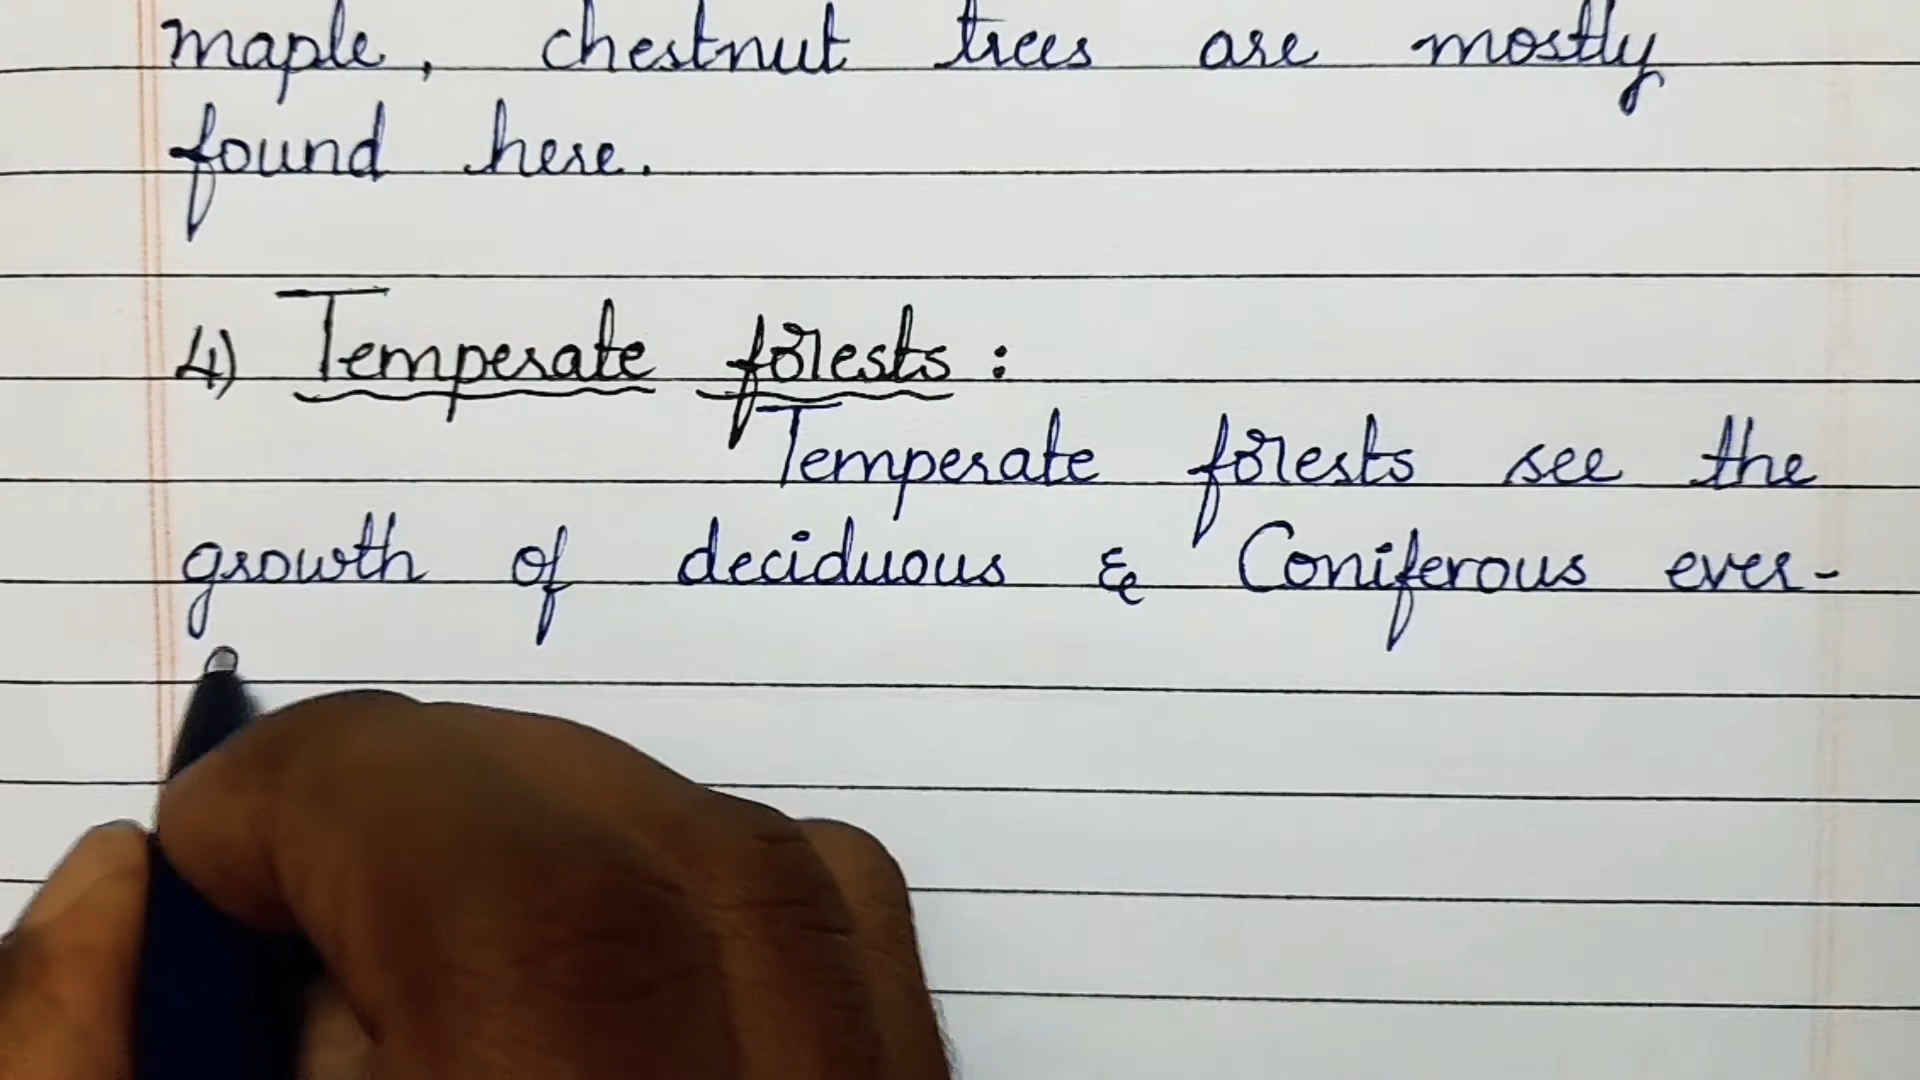 maple, chestnut trees are mostly
found here.
4) Temperate forests :
Temperate forests see the
growth of deciduous & Coniferous ever-